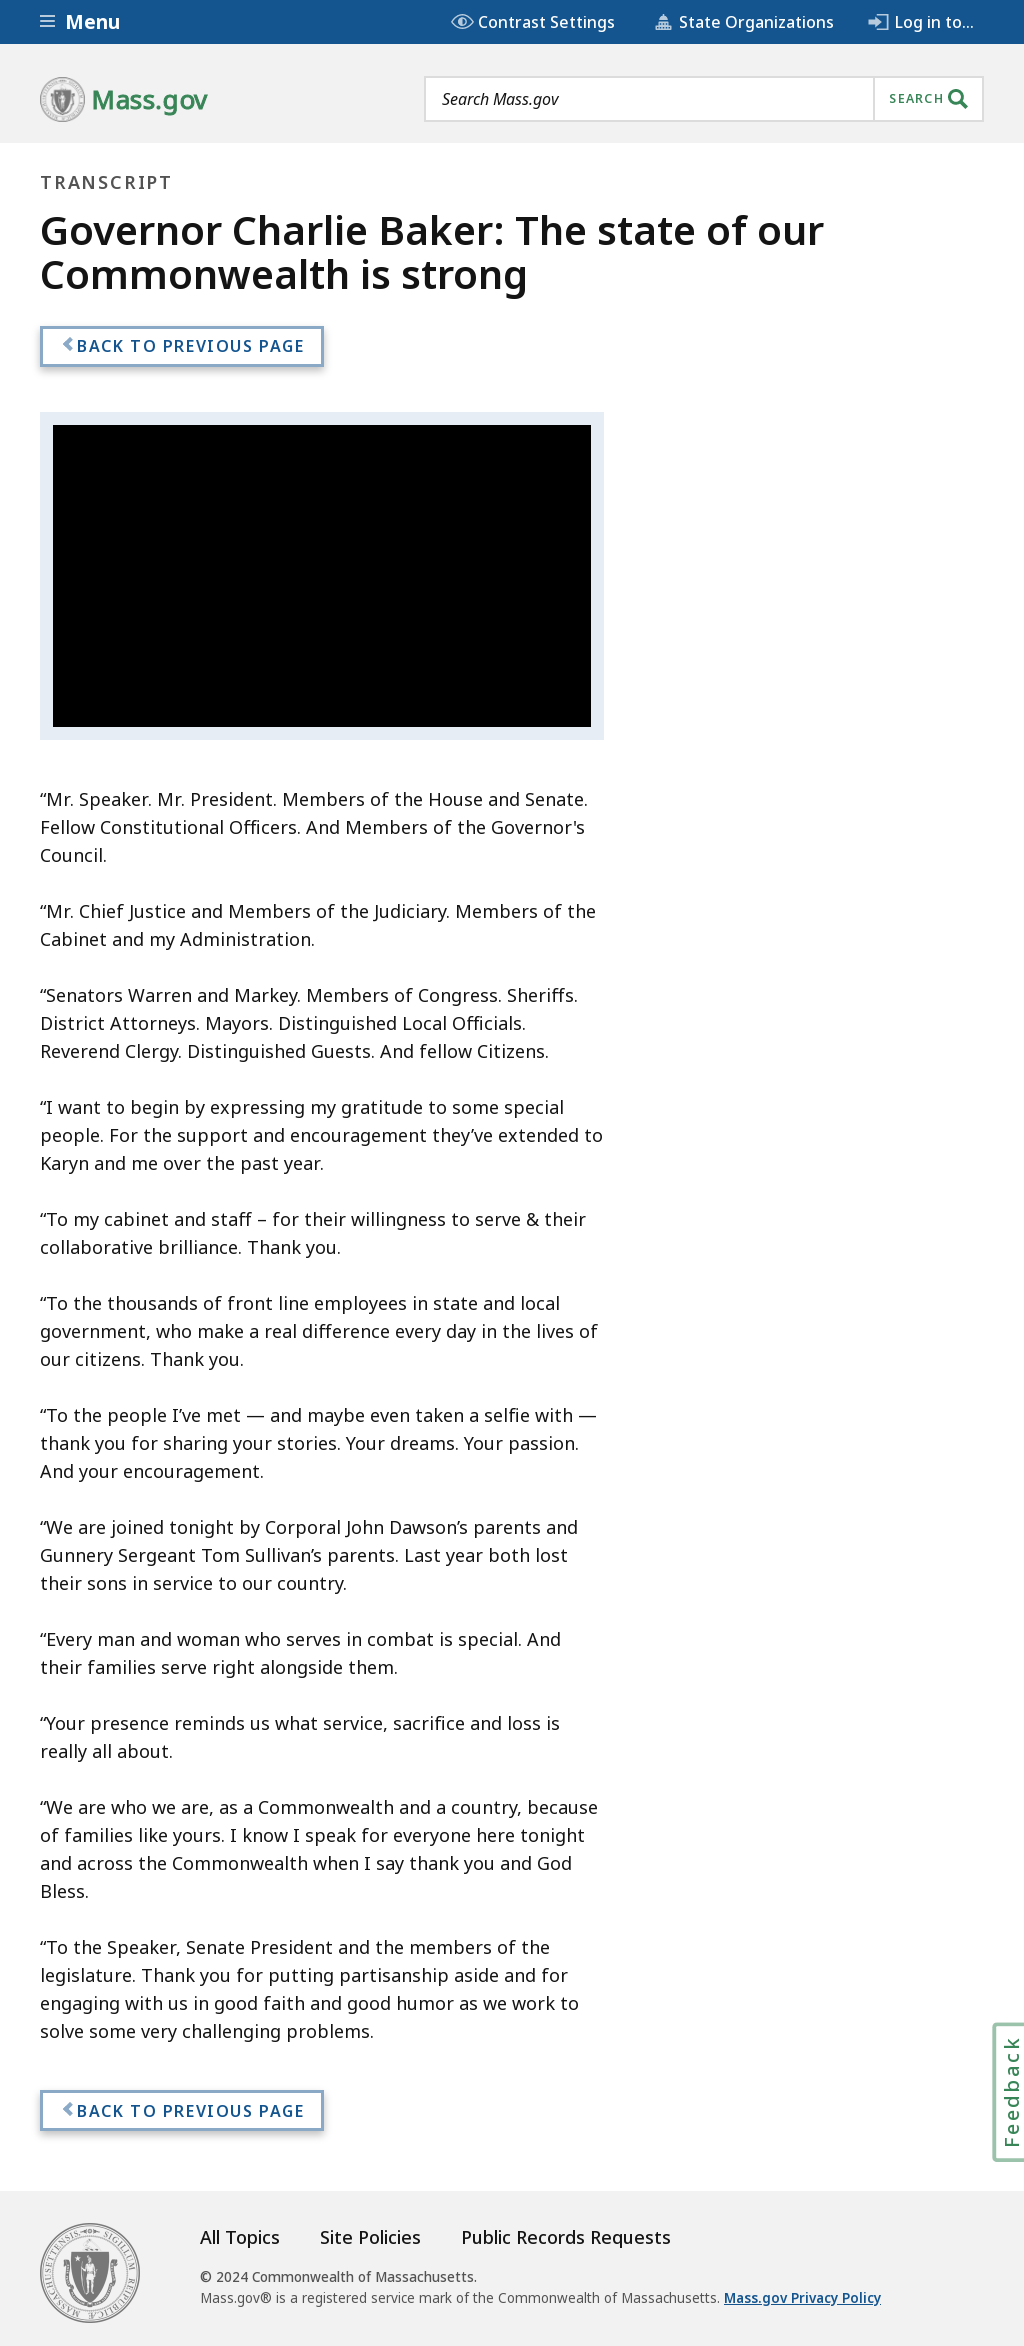 Menu
Contrast Settings
State Organizations
Log in to...
Mass.gov
Search Mass.gov
SEARCH
TRANSCRIPT
Governor Charlie Baker: The state of our
Commonwealth is strong
BACK TO PREVIOUS PAGE
“Mr. Speaker. Mr. President. Members of the House and Senate.
Fellow Constitutional Officers. And Members of the Governor's
Council.
“Mr. Chief Justice and Members of the Judiciary. Members of the
Cabinet and my Administration.
“Senators Warren and Markey. Members of Congress. Sheriffs.
District Attorneys. Mayors. Distinguished Local Officials.
Reverend Clergy. Distinguished Guests. And fellow Citizens.
“I want to begin by expressing my gratitude to some special
people. For the support and encouragement they’ve extended to
Karyn and me over the past year.
“To my cabinet and staff – for their willingness to serve & their
collaborative brilliance. Thank you.
“To the thousands of front line employees in state and local
government, who make a real difference every day in the lives of
our citizens. Thank you.
“To the people I’ve met — and maybe even taken a selfie with —
thank you for sharing your stories. Your dreams. Your passion.
And your encouragement.
“We are joined tonight by Corporal John Dawson’s parents and
Gunnery Sergeant Tom Sullivan’s parents. Last year both lost
their sons in service to our country.
“Every man and woman who serves in combat is special. And
their families serve right alongside them.
“Your presence reminds us what service, sacrifice and loss is
really all about.
“We are who we are, as a Commonwealth and a country, because
of families like yours. I know I speak for everyone here tonight
and across the Commonwealth when I say thank you and God
Bless.
“To the Speaker, Senate President and the members of the
legislature. Thank you for putting partisanship aside and for
engaging with us in good faith and good humor as we work to
solve some very challenging problems.
Feedback
BACK TO PREVIOUS PAGE
SIGILLUM REIPUBLICÆ MASSACHUSETTENSIS
All Topics
Site Policies
Public Records Requests
© 2024 Commonwealth of Massachusetts.
Mass.gov® is a registered service mark of the Commonwealth of Massachusetts. Mass.gov Privacy Policy